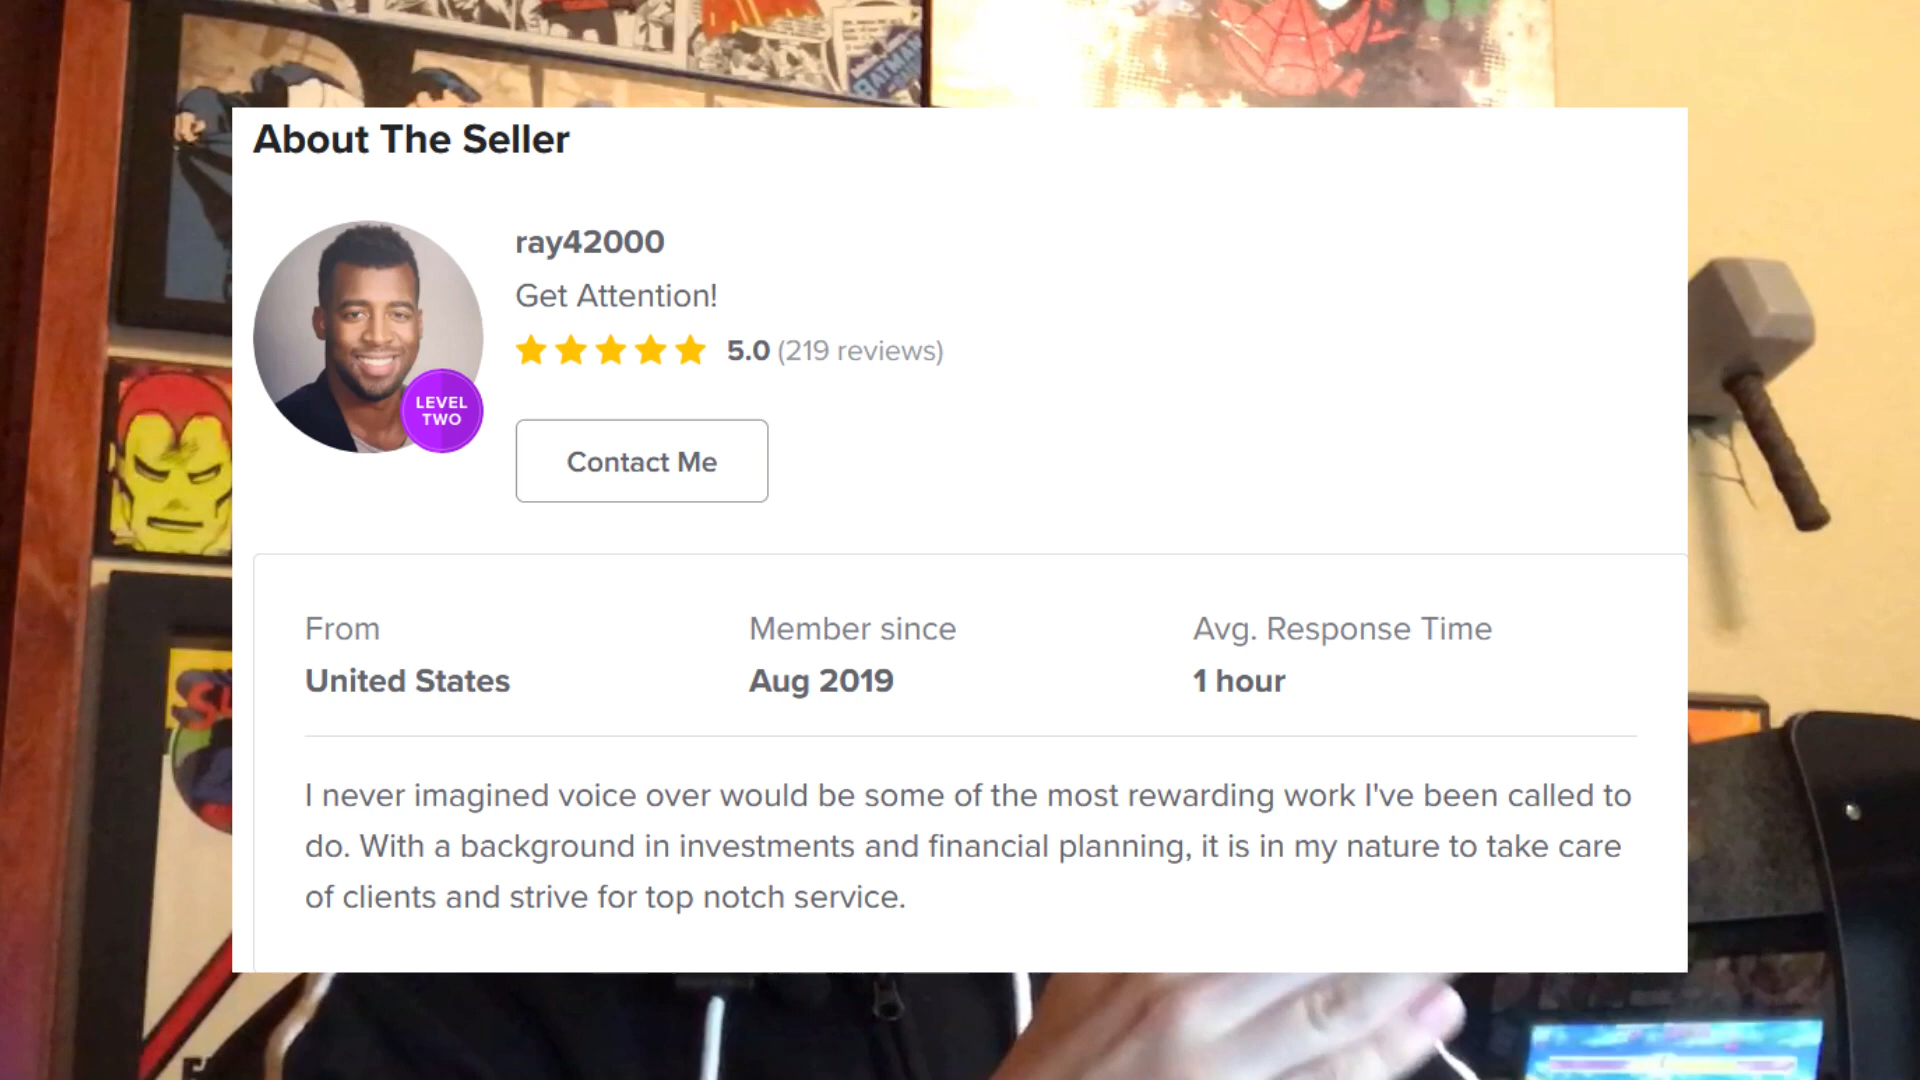 BATMAN
About The Seller
ray42000
Get Attention!
5.0 (219 reviews)
LEVEL
TWO
Contact Me
From
Member since
Avg. Response Time
United States
Aug 2019
1 hour
I never imagined voice over would be some of the most rewarding work I've been called to
do. With a background in investments and financial planning, it is in my nature to take care
of clients and strive for top notch service.